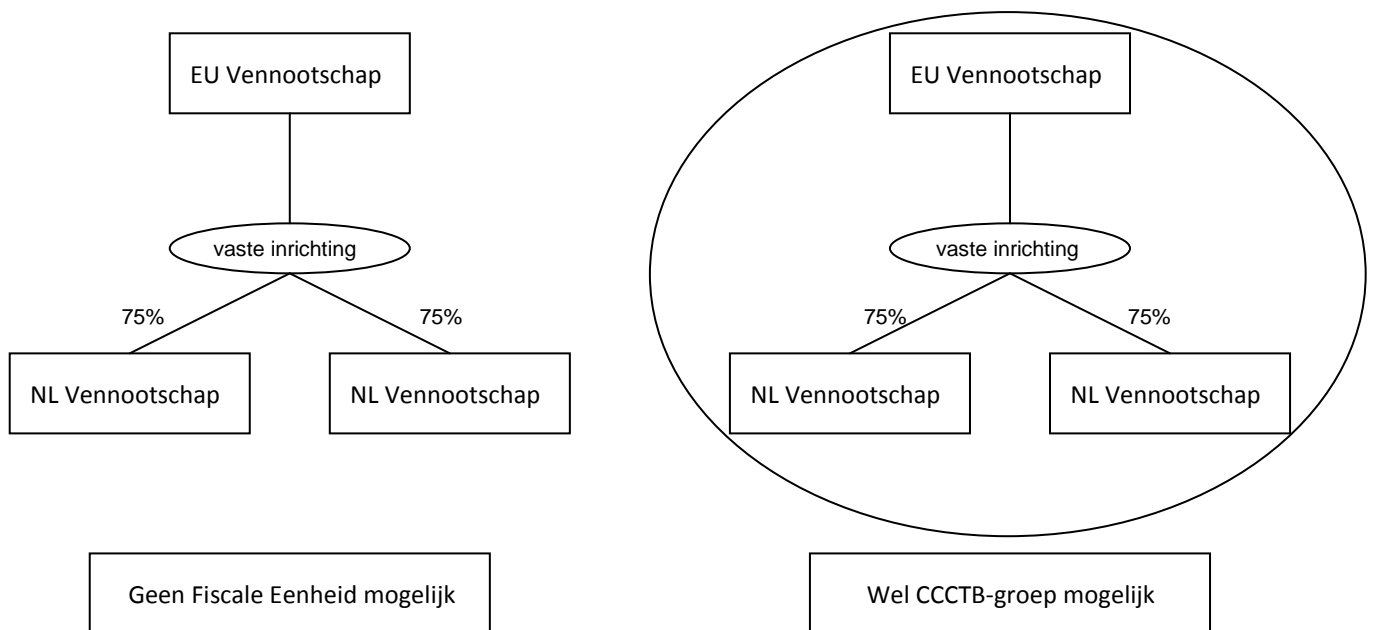 EU Vennootschap
vaste inrichting
75%
75%
NL Vennootschap
NL Vennootschap
Geen Fiscale Eenheid mogelijk
EU Vennootschap
vaste inrichting
75%
75%
NL Vennootschap
NL Vennootschap
Wel CCCTB-groep mogelijk